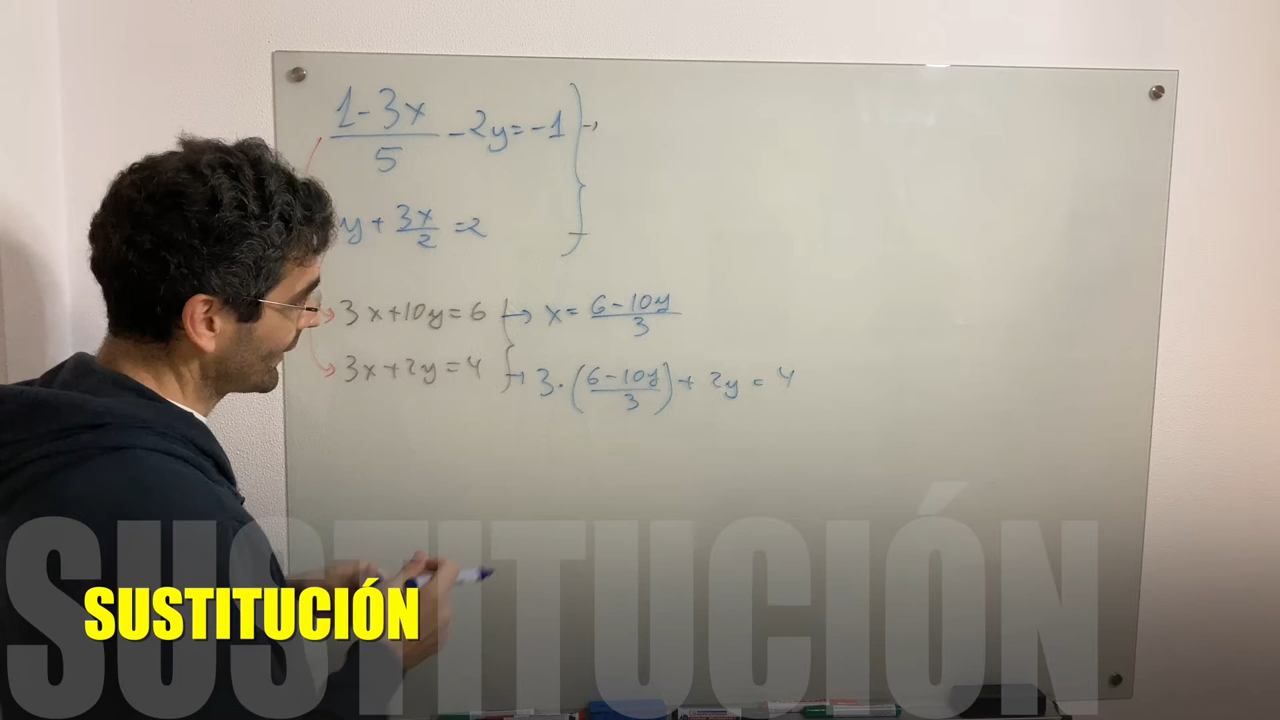 1-3x/5 - 2y = -1
y + 3x/2 = 2
3x+10y=6 → x= 6-10y/3
3x+2y=4 → 3·(6-10y/3)+ 2y = 4
SUSTITUCIÓN
SUSTITUCIÓN